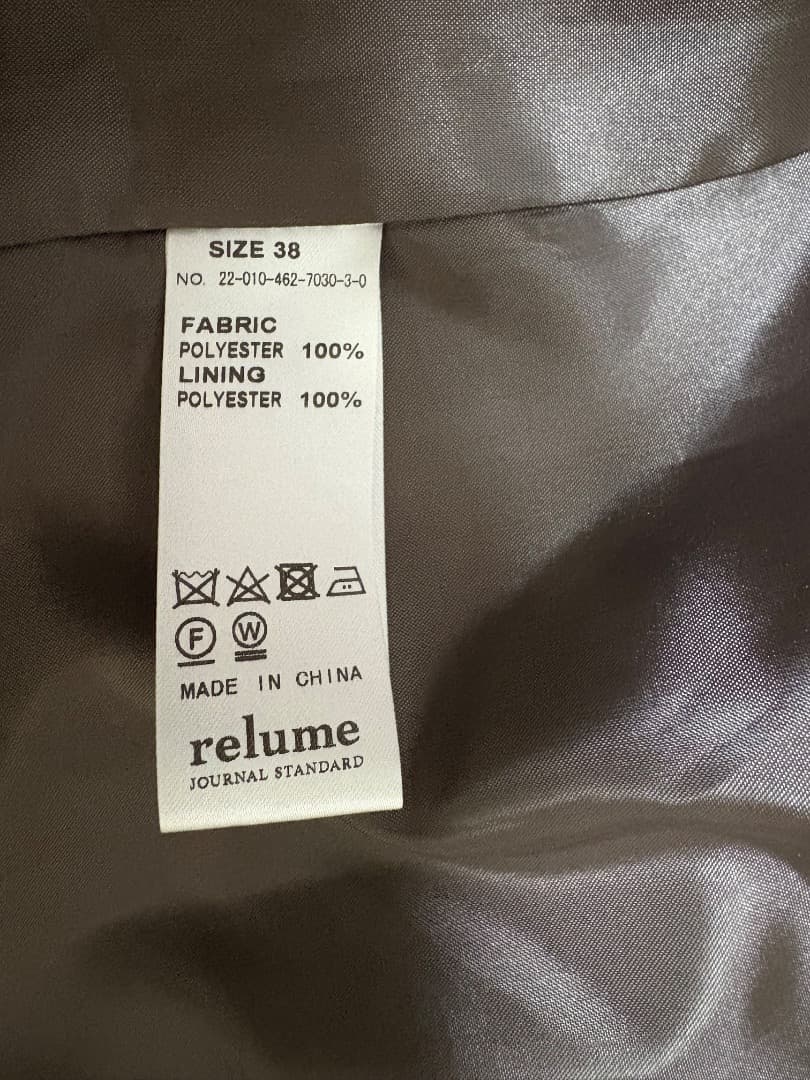 SIZE 38
NO. 22-010-462-7030-3-0
FABRIC
POLYESTER 100%
LINING
POLYESTER 100%
F W
MADE IN CHINA
relume
JOURNAL STANDARD